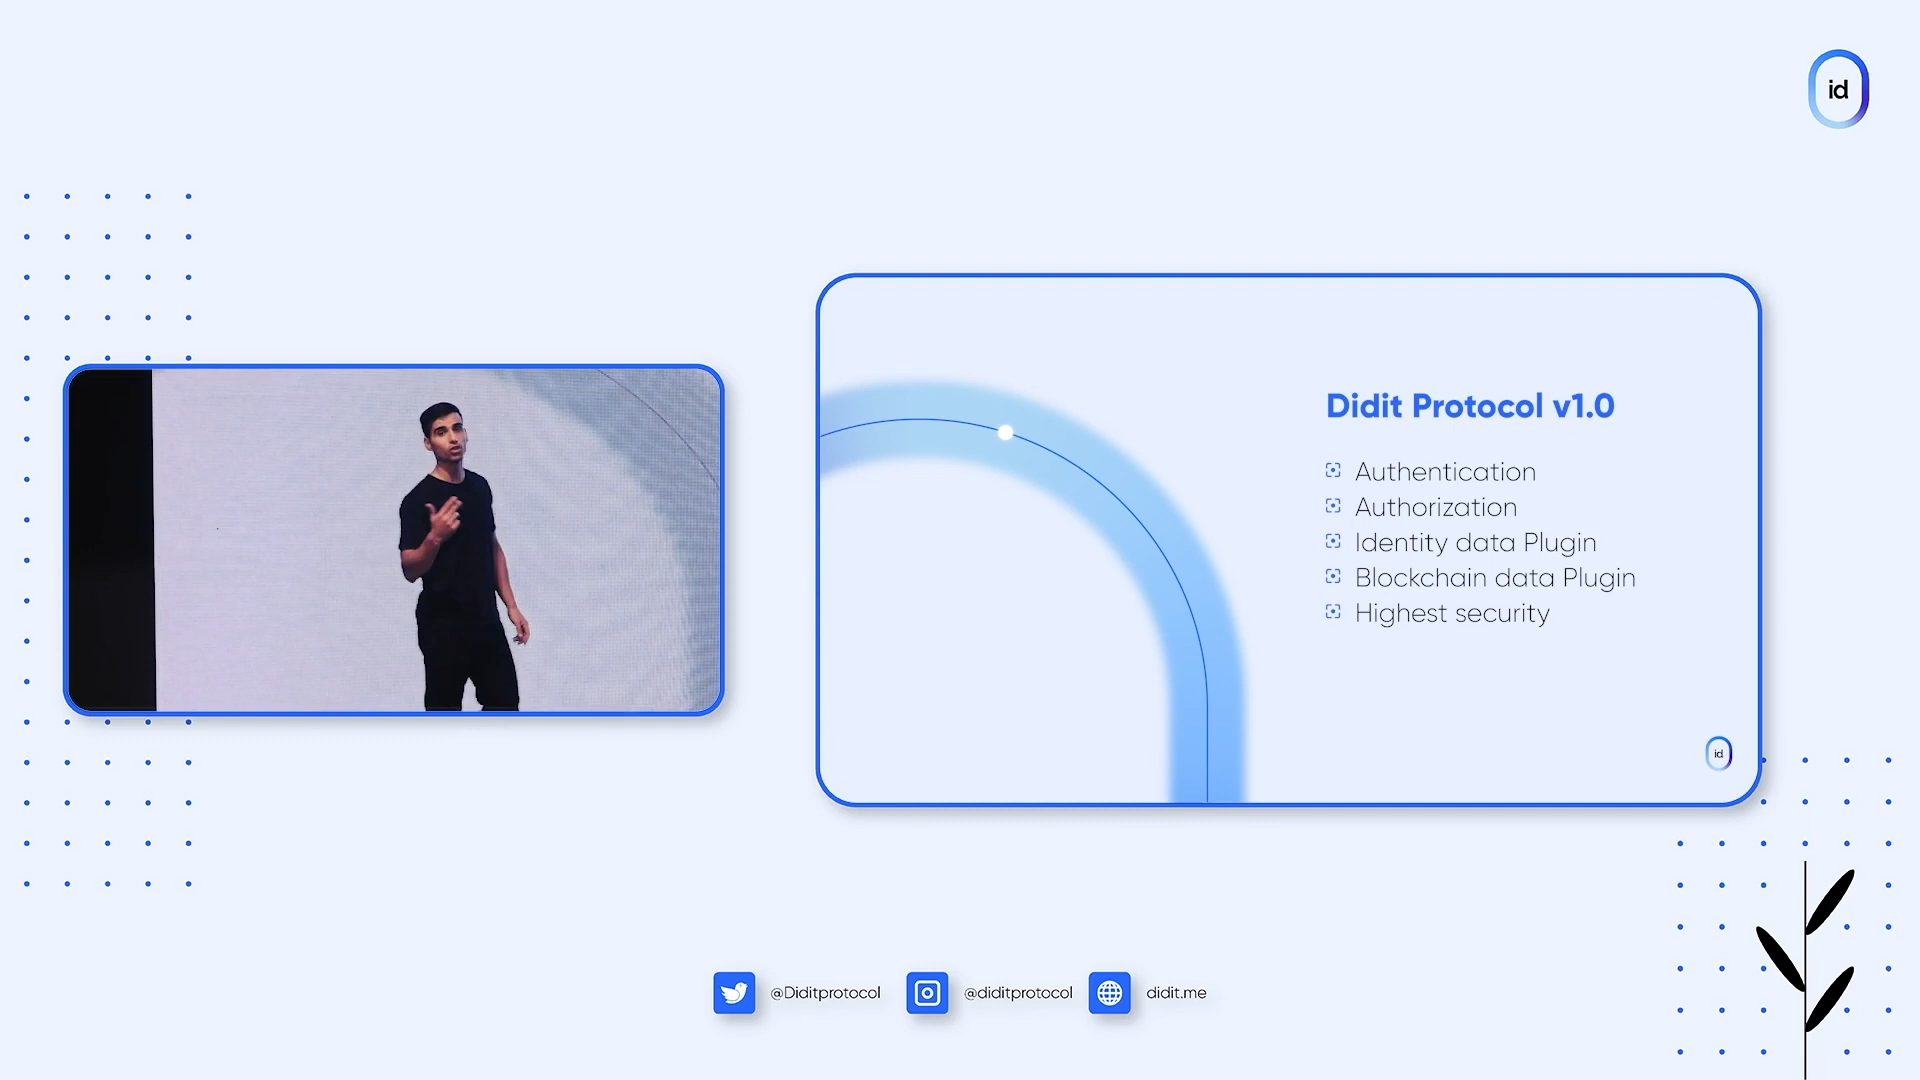 id
Didit Protocol v1.0
Authentication
Authorization
Identity data Plugin
Blockchain data Plugin
Highest security
id
@Diditprotocol
@diditprotocol
didit.me